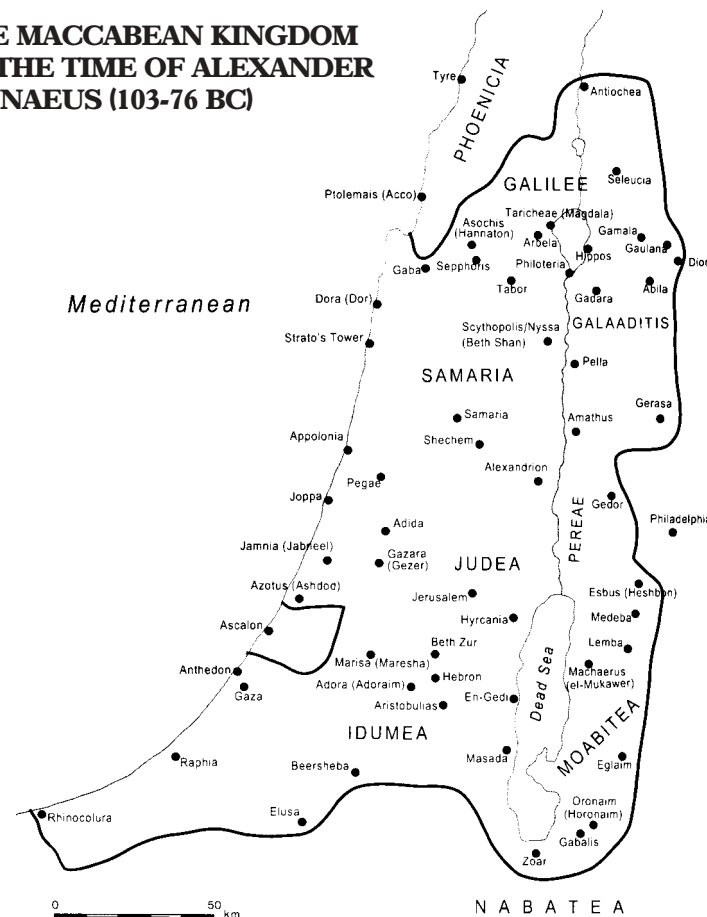 E MACCABEAN KINGDOM
THE TIME OF ALEXANDER
NAEUS (103-76 BC)
Tyre
PHOENICIA
Antiochea
Seleucia
GALILEE
Ptolemais (Acco)
Taricheae (Magdala)
Asochis
(Hannaton)
Arbela
Gamala
Gaulana
Hippos
Dion
Gaba
Sepphoris
Philoteria
Tabor
Gadara
Abila
Mediterranean
Dora (Dor)
GALAADITIS
Strato's Tower
Scythopolis/Nyssa
(Beth Shan)
Pella
SAMARIA
Gerasa
Samaria
Amathus
Shechem
Appolonia
Alexandrion
Pegae
Gedor
Joppa
PEREAE
Philadelphia
Adida
Jamnia (Jabneel)
Gazara
(Gezer)
JUDEA
Azotus (Ashdod)
Esbus (Heshbon)
Jerusalem
Hyrcania
Medeba
Ascalon
Beth Zur
Lemba
Marisa (Maresha)
Dead Sea
Machaerus
(el-Mukawer)
Anthedon
Hebron
Gaza
Adora (Adoraim)
En-Gedi
Aristobulias
MOABITEA
IDUMEA
Masada
Raphia
Beersheba
Eglaim
Oronaim
(Horonaim)
Rhinocolura
Elusa
Gabalis
Zoar
0 50
km
NABATEA